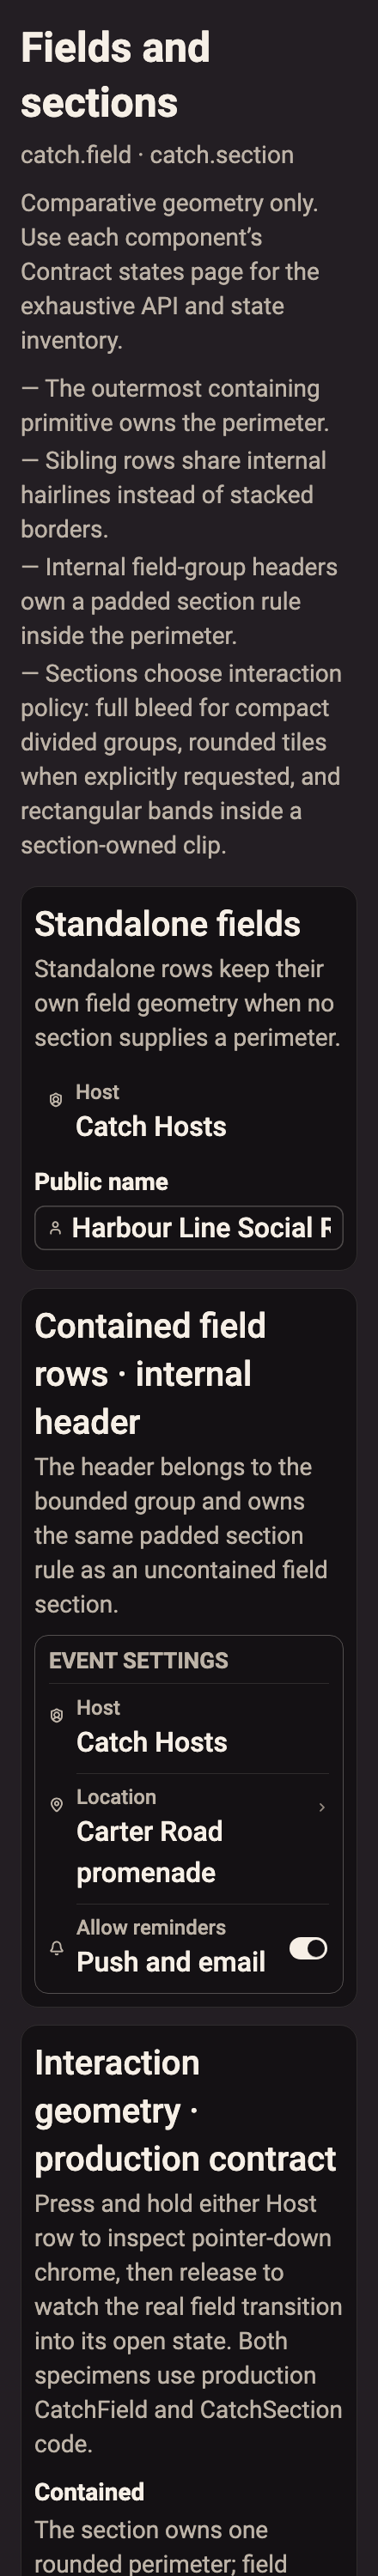 Fields and
sections
catch.field · catch.section
Comparative geometry only.
Use each component’s
Contract states page for the
exhaustive API and state
inventory.
— The outermost containing
primitive owns the perimeter.
— Sibling rows share internal
hairlines instead of stacked
borders.
— Internal field-group headers
own a padded section rule
inside the perimeter.
— Sections choose interaction
policy: full bleed for compact
divided groups, rounded tiles
when explicitly requested, and
rectangular bands inside a
section-owned clip.
Standalone fields
Standalone rows keep their
own field geometry when no
section supplies a perimeter.
Host
Catch Hosts
Public name
Harbour Line Social
Contained field
rows · internal
header
The header belongs to the
bounded group and owns
the same padded section
rule as an uncontained field
section.
EVENT SETTINGS
Host
Catch Hosts
Location
Carter Road
promenade
Allow reminders
Push and email
Interaction
geometry ·
production contract
Press and hold either Host
row to inspect pointer-down
chrome, then release to
watch the real field transition
into its open state. Both
specimens use production
CatchField and CatchSection
code.
Contained
The section owns one
rounded perimeter; field